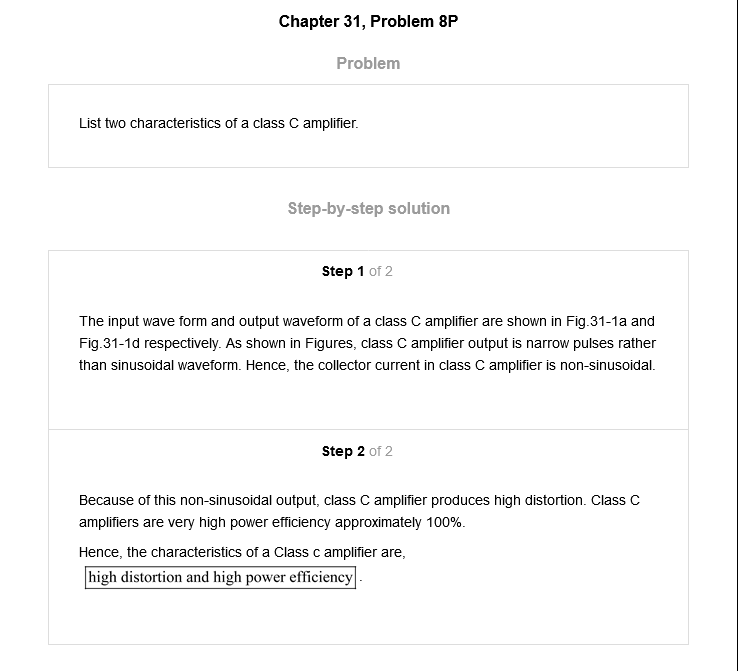 Chapter 31, Problem 8P
Problem
List two characteristics of a class C amplifier.
Step-by-step solution
Step 1 of 2
The input wave form and output waveform of a class C amplifier are shown in Fig.31-1a and
Fig.31-1d respectively. As shown in Figures, class C amplifier output is narrow pulses rather
than sinusoidal waveform. Hence, the collector current in class C amplifier is non-sinusoidal.
Step 2 of 2
Because of this non-sinusoidal output, class C amplifier produces high distortion. Class C
amplifiers are very high power efficiency approximately 100%.
Hence, the characteristics of a Class c amplifier are,
high distortion and high power efficiency.